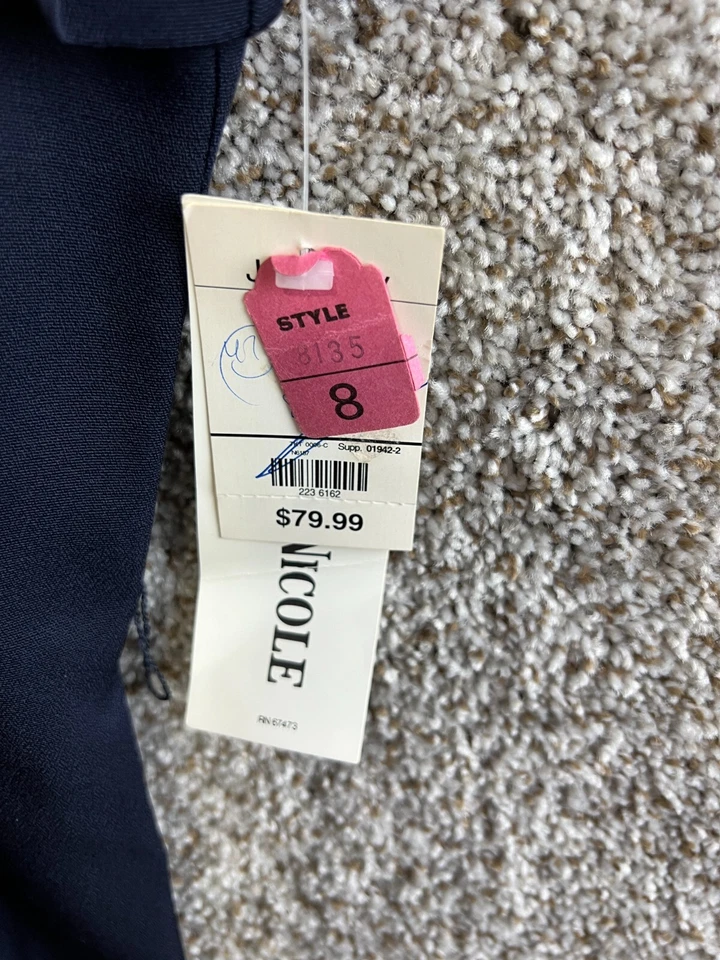 STYLE
8135
8
Supp. 01942-2
223 6162
$79.99
NICOLE
RN 67473